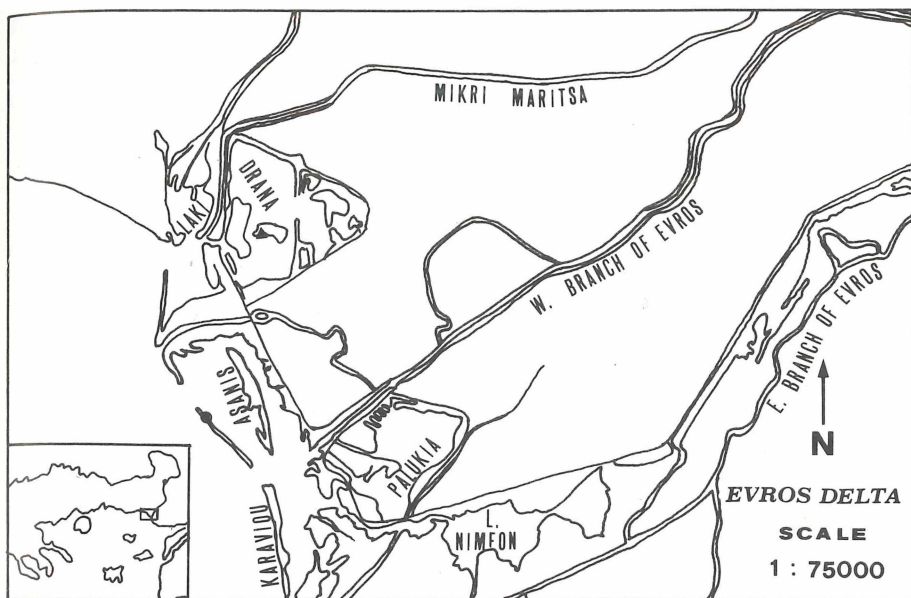 MIKRI MARITSA
DRANA
LAKI
W. BRANCH OF EVROS
E. BRANCH OF EVROS
ASANIS
PALUKIA
N
L.
NIMFON
KARAVIOU
EVROS DELTA
SCALE
1 : 75000